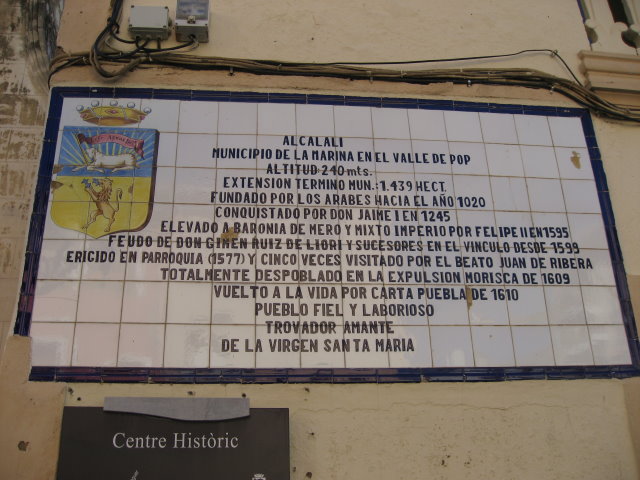 ALCALALI
MUNICIPIO DE LA MARINA EN EL VALLE DE POP
ALTITUD: 240 mts.
EXTENSION TERMINO MUN.: 1.439 HECT.
FUNDADO POR LOS ARABES HACIA EL AÑO 1020
CONQUISTADO POR DON JAIME I EN 1245
ELEVADO A BARONIA DE MERO Y MIXTO IMPERIO POR FELIPE II EN 1595
FEUDO DE DON GINEN RUIZ DE LIORI Y SUCESORES EN EL VINCULO DESDE 1599
ERICIDO EN PARROQUIA (1577) Y CINCO VECES VISITADO POR EL BEATO JUAN DE RIBERA
TOTALMENTE DESPOBLADO EN LA EXPULSION MORISCA DE 1609
VUELTO A LA VIDA POR CARTA PUEBLA DE 1610
PUEBLO FIEL Y LABORIOSO
TROVADOR AMANTE
DE LA VIRGEN SANTA MARIA
Centre Històric